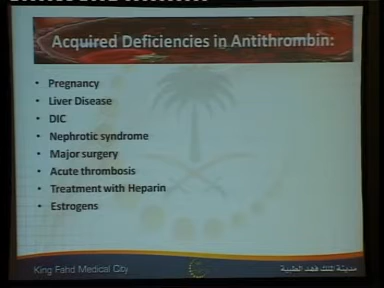 Acquired Deficiencies in Antithrombin:
• Pregnancy
• Liver Disease
• DIC
• Nephrotic syndrome
• Major surgery
• Acute thrombosis
• Treatment with Heparin
• Estrogens
King Fahd Medical City
مدينة الملك فهد الطبية